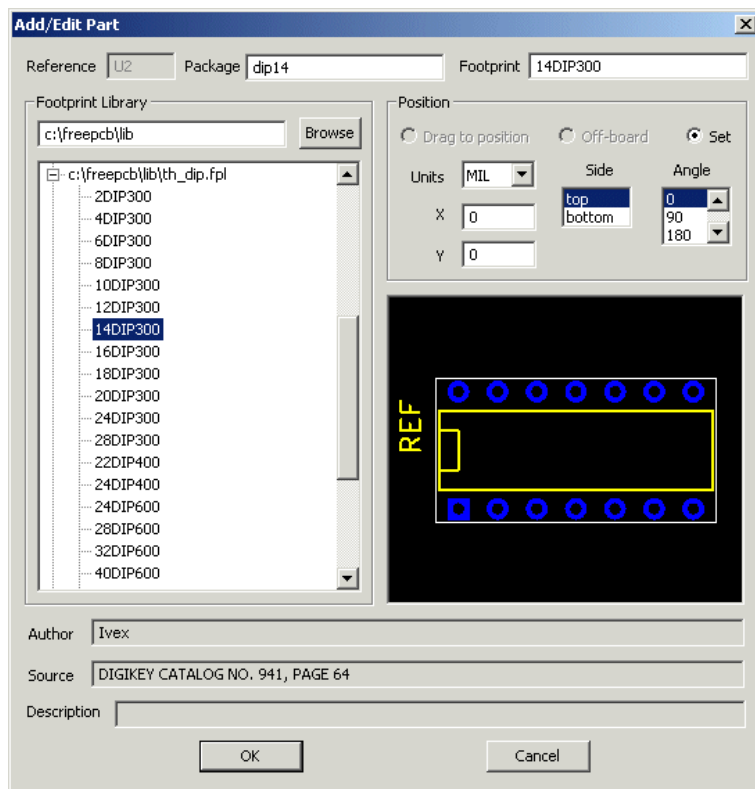 Add/Edit Part
Reference U2 Package dip14 Footprint 14DIP300
Footprint Library
c:\freepcb\lib Browse
c:\freepcb\lib\th_dip.fpl
2DIP300
4DIP300
6DIP300
8DIP300
10DIP300
12DIP300
14DIP300
16DIP300
18DIP300
20DIP300
24DIP300
28DIP300
22DIP400
24DIP400
24DIP600
28DIP600
32DIP600
40DIP600
Position
Drag to position Off-board Set
Units MIL Side Angle
X 0 top 0
bottom 90
Y 0 180
REF
Author Ivex
Source DIGIKEY CATALOG NO. 941, PAGE 64
Description
OK Cancel